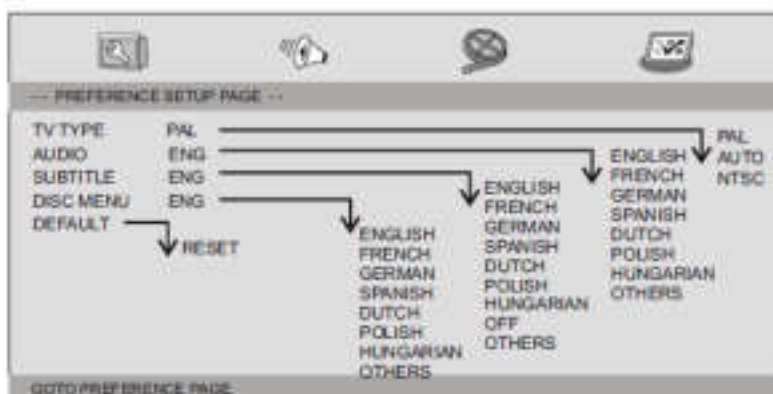 --- PREFERENCE SETUP PAGE --
TV TYPE PAL
AUDIO ENG
SUBTITLE ENG
DISC MENU ENG
DEFAULT
RESET
ENGLISH
FRENCH
GERMAN
SPANISH
DUTCH
POLISH
HUNGARIAN
OTHERS
ENGLISH
FRENCH
GERMAN
SPANISH
DUTCH
POLISH
HUNGARIAN
OFF
OTHERS
ENGLISH
FRENCH
GERMAN
SPANISH
DUTCH
POLISH
HUNGARIAN
OTHERS
PAL
AUTO
NTSC
GOTO PREFERENCE PAGE